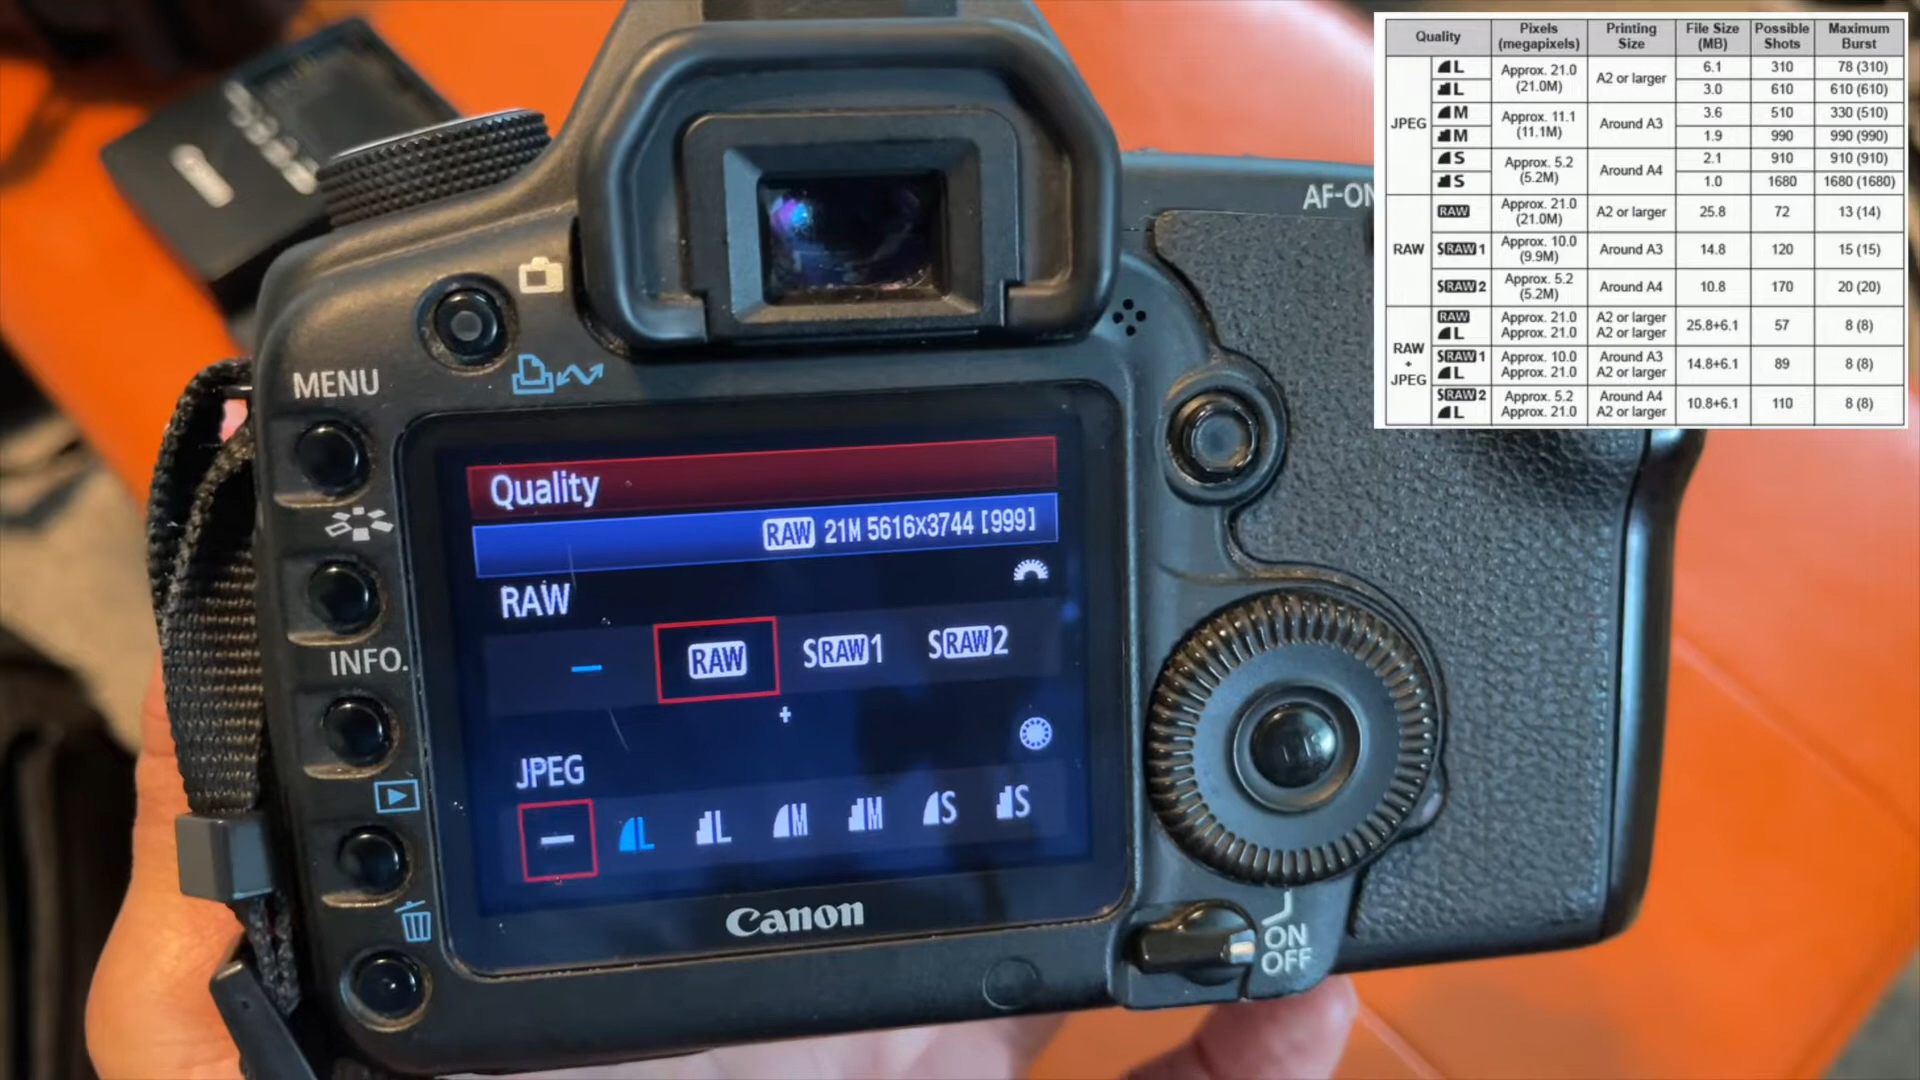 Canon
AF-ON
MENU
INFO.
Quality
RAW 21M 5616x3744 [999]
RAW
– RAW SRAW1 SRAW2
+
JPEG
– L L M M S S
Canon
ON
OFF
Quality Pixels (megapixels) Printing Size File Size (MB) Possible Shots Maximum Burst
JPEG
L Approx. 21.0 (21.0M) A2 or larger 6.1 310 78 (310)
L 3.0 610 610 (610)
M Approx. 11.1 (11.1M) Around A3 3.6 510 330 (510)
M 1.9 990 990 (990)
S Approx. 5.2 (5.2M) Around A4 2.1 910 910 (910)
S 1.0 1680 1680 (1680)
RAW
RAW Approx. 21.0 (21.0M) A2 or larger 25.8 72 13 (14)
SRAW1 Approx. 10.0 (9.9M) Around A3 14.8 120 15 (15)
SRAW2 Approx. 5.2 (5.2M) Around A4 10.8 170 20 (20)
RAW + JPEG
RAW Approx. 21.0 A2 or larger 25.8+6.1 57 8 (8)
L Approx. 21.0 A2 or larger
SRAW1 Approx. 10.0 Around A3 14.8+6.1 89 8 (8)
L Approx. 21.0 A2 or larger
SRAW2 Approx. 5.2 Around A4 10.8+6.1 110 8 (8)
L Approx. 21.0 A2 or larger